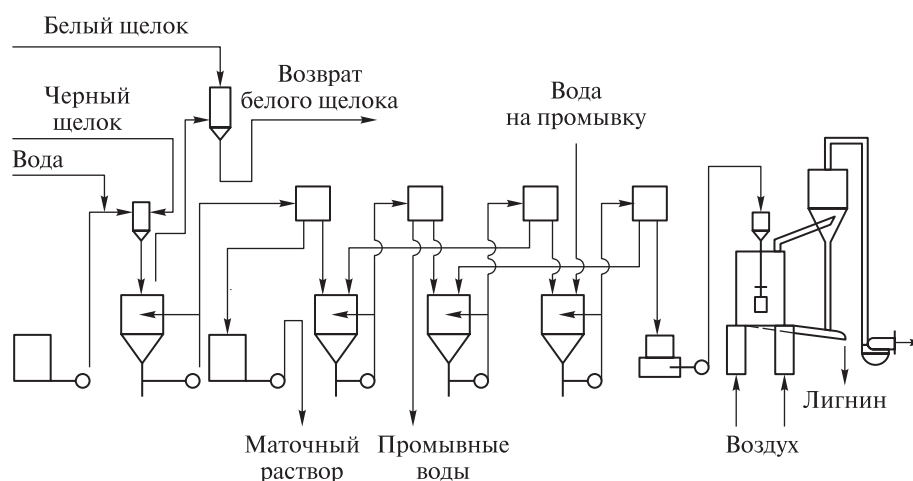 Белый щелок
Возврат
белого щелока
Черный
щелок
Вода
Вода
на промывку
Лигнин
Воздух
Маточный
раствор
Промывные
воды